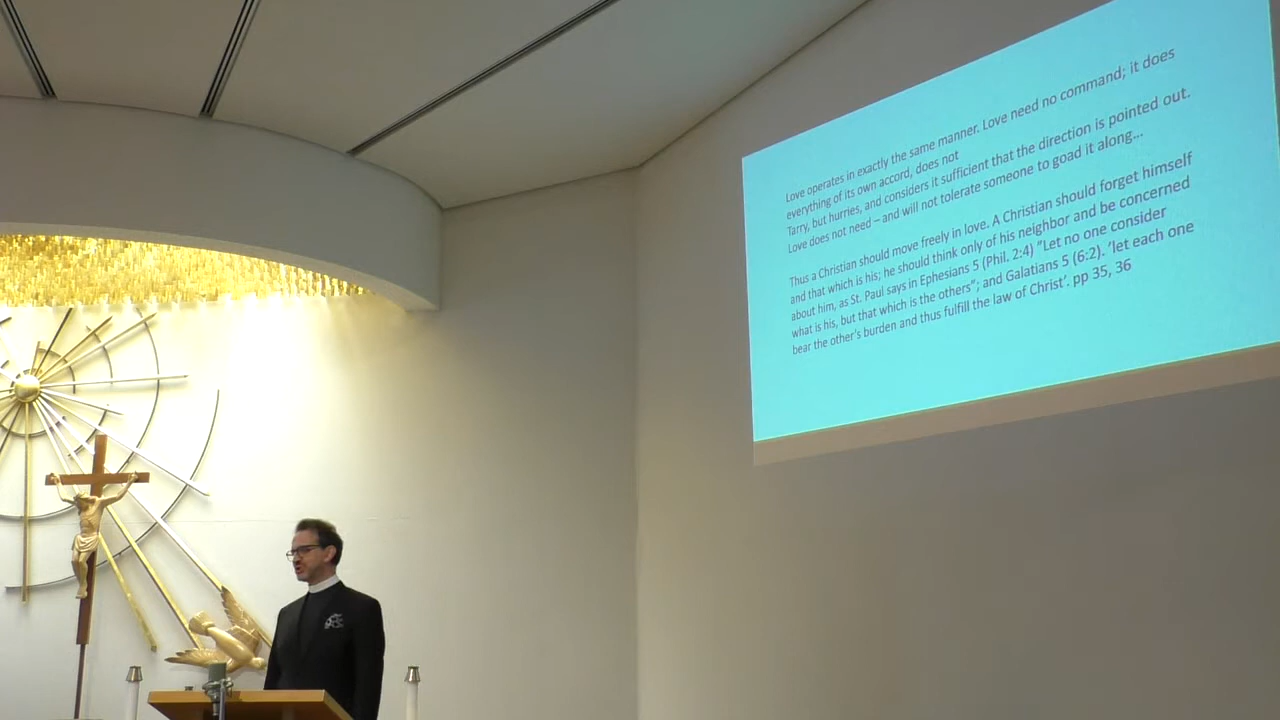 Love operates in exactly the same manner. Love need no command; it does
everything of its own accord, does not
Tarry, but hurries, and considers it sufficient that the direction is pointed out.
Love does not need – and will not tolerate someone to goad it along...
Thus a Christian should move freely in love. A Christian should forget himself
and that which is his; he should think only of his neighbor and be concerned
about him, as St. Paul says in Ephesians 5 (Phil. 2:4) "Let no one consider
what is his, but that which is the others"; and Galatians 5 (6:2). 'let each one
bear the other's burden and thus fulfill the law of Christ'. pp 35, 36